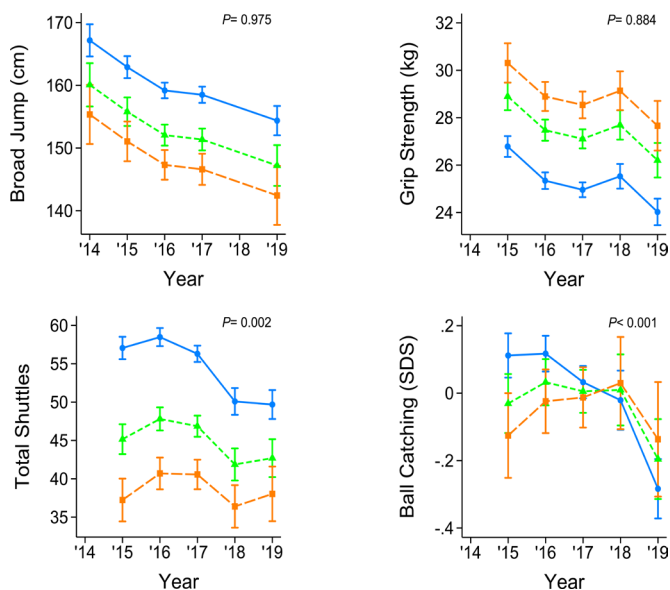 P= 0.975
Broad Jump (cm)
170
160
150
140
'14 '15 '16 '17 '18 '19
Year
P= 0.884
Grip Strength (kg)
32
30
28
26
24
'14 '15 '16 '17 '18 '19
Year
P= 0.002
Total Shuttles
60
55
50
45
40
35
'14 '15 '16 '17 '18 '19
Year
P< 0.001
Ball Catching (SDS)
.2
0
-.2
-.4
'14 '15 '16 '17 '18 '19
Year